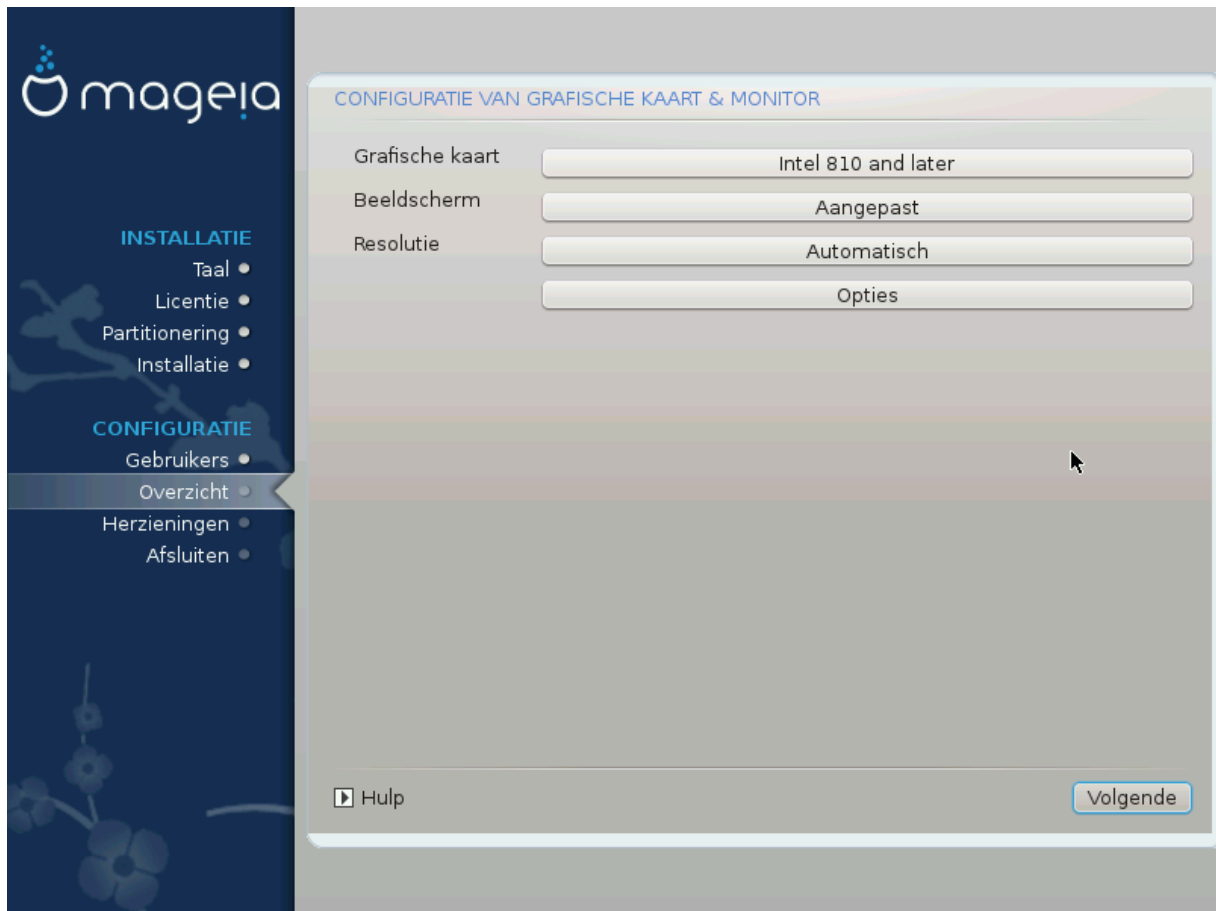 mageia
INSTALLATIE
Taal
Licentie
Partitionering
Installatie
CONFIGURATIE
Gebruikers
Overzicht
Herzieningen
Afsluiten
CONFIGURATIE VAN GRAFISCHE KAART & MONITOR
Grafische kaart
Intel 810 and later
Beeldscherm
Aangepast
Resolutie
Automatisch
Opties
Hulp
Volgende